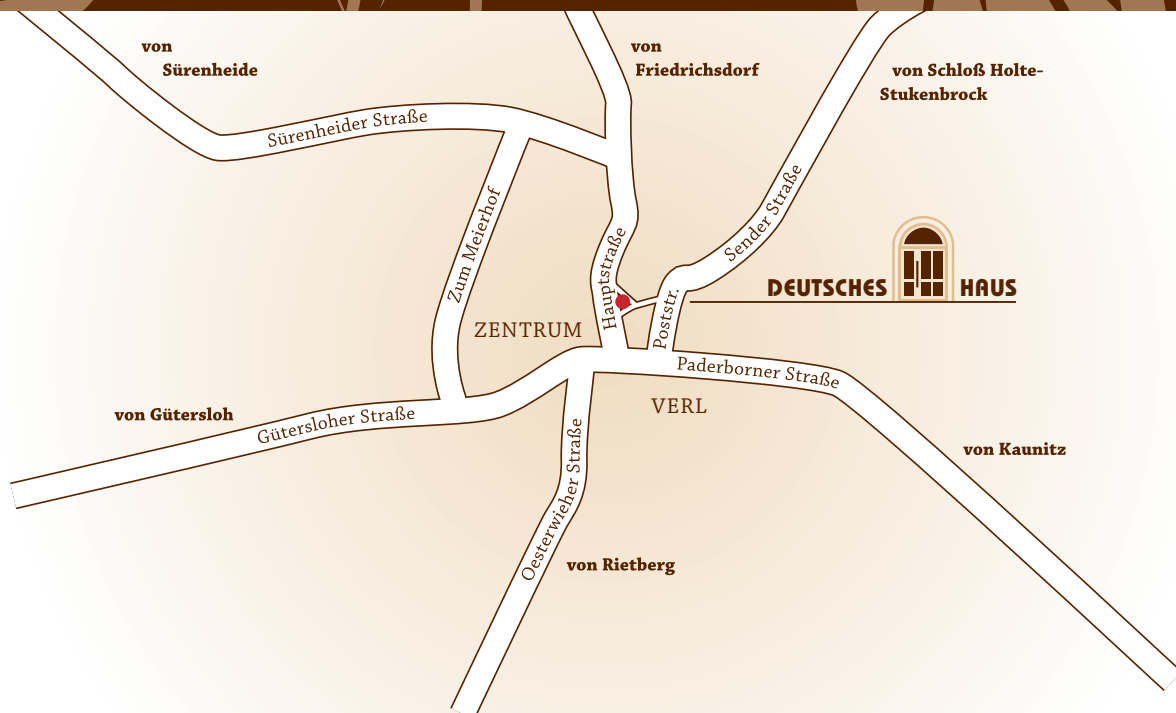 von
Sürenheide
von
Friedrichsdorf
von Schloß Holte-
Stukenbrock
Sürenheider Straße
Zum Meierhof
Hauptstraße
Sender Straße
Poststr.
DEUTSCHES HAUS
ZENTRUM
Paderborner Straße
VERL
von Gütersloh
Gütersloher Straße
Oesterwieher Straße
von Kaunitz
von Rietberg